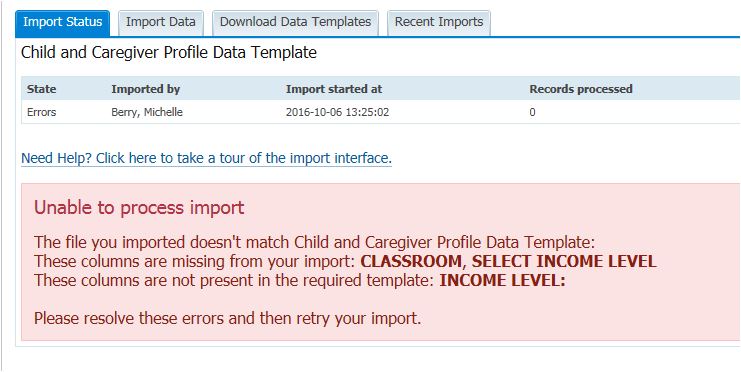 Import Status Import Data Download Data Templates Recent Imports
Child and Caregiver Profile Data Template
State Imported by Import started at Records processed
Errors Berry, Michelle 2016-10-06 13:25:02 0
Need Help? Click here to take a tour of the import interface.
Unable to process import
The file you imported doesn't match Child and Caregiver Profile Data Template:
These columns are missing from your import: CLASSROOM, SELECT INCOME LEVEL
These columns are not present in the required template: INCOME LEVEL:
Please resolve these errors and then retry your import.